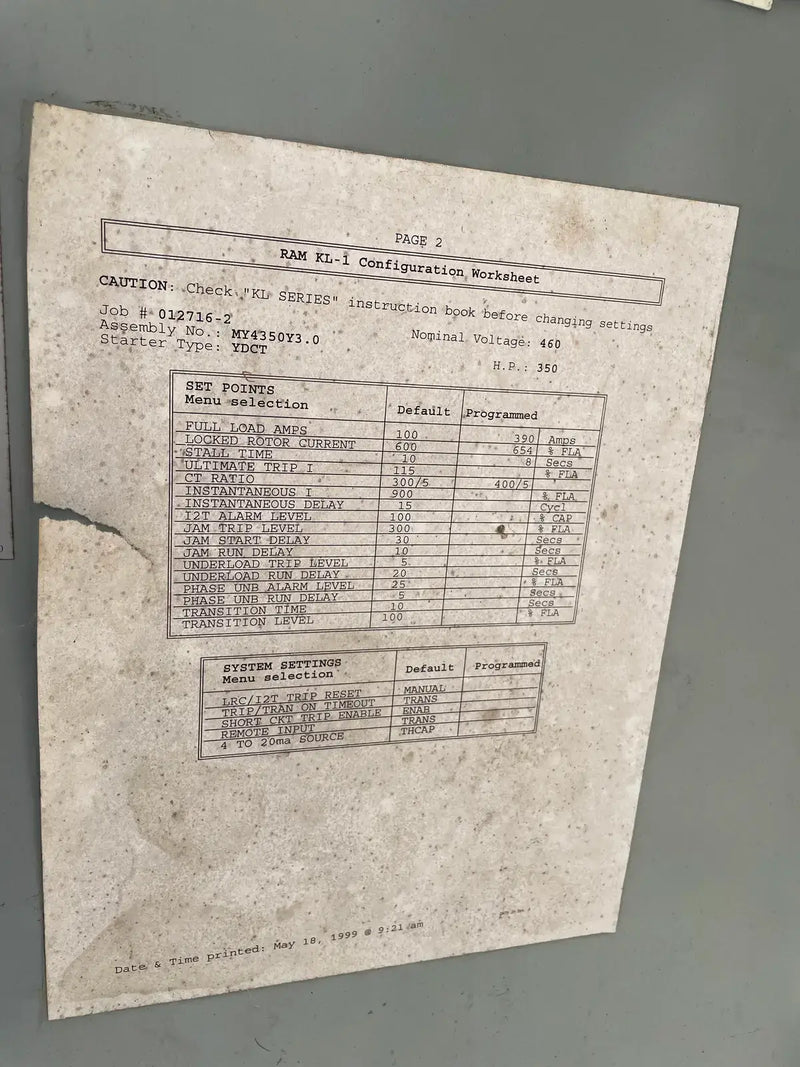 PAGE 2
RAM KL-1 Configuration Worksheet
CAUTION: Check "KL SERIES" instruction book before changing settings
Job # 012716-2
Assembly No.: MY4350Y3.0 Nominal Voltage: 460
Starter Type: YDCT
H.P.: 350
SET POINTS
Menu selection Default Programmed
FULL LOAD AMPS 100 390 Amps
LOCKED ROTOR CURRENT 600 654 % FLA
STALL TIME 10 8 Secs
ULTIMATE TRIP I 115 % FLA
CT RATIO 300/5 400/5
INSTANTANEOUS I 900 % FLA
INSTANTANEOUS DELAY 15 Cycl
I2T ALARM LEVEL 100 % CAP
JAM TRIP LEVEL 300 % FLA
JAM START DELAY 30 Secs
JAM RUN DELAY 10 Secs
UNDERLOAD TRIP LEVEL 5 % FLA
UNDERLOAD RUN DELAY 20 Secs
PHASE UNB ALARM LEVEL 25 % FLA
PHASE UNB RUN DELAY 5 Secs
TRANSITION TIME 10 Secs
TRANSITION LEVEL 100 % FLA
SYSTEM SETTINGS
Menu selection Default Programmed
LRC/I2T TRIP RESET MANUAL
TRIP/TRAN ON TIMEOUT TRANS
SHORT CKT TRIP ENABLE ENAB
REMOTE INPUT TRANS
4 TO 20ma SOURCE THCAP
Date & Time printed: May 18, 1999 @ 9:21 am